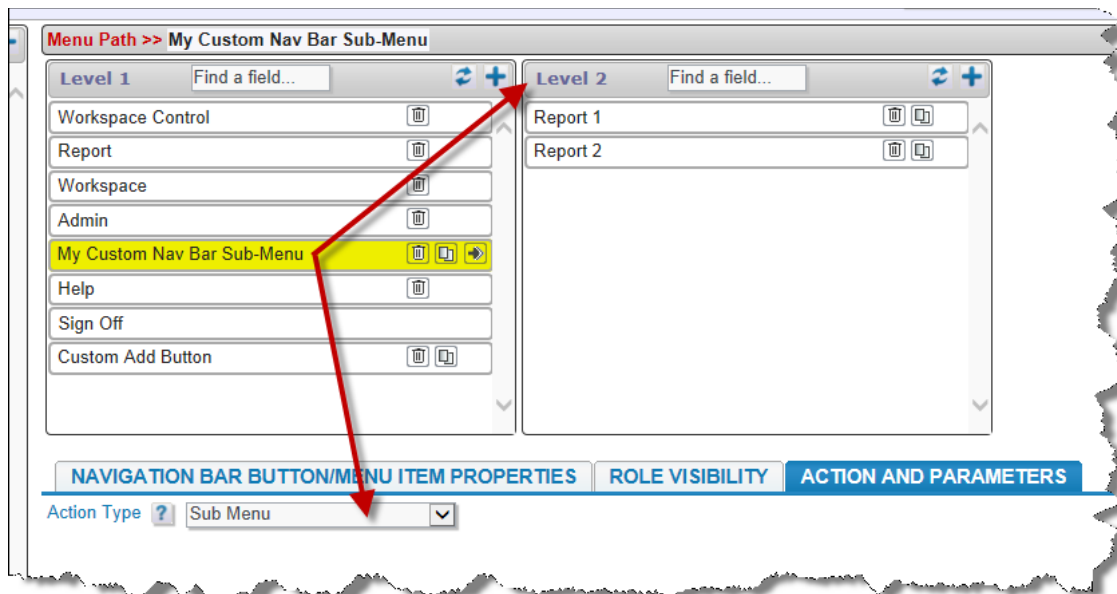 Menu Path >> My Custom Nav Bar Sub-Menu
Level 1 Find a field...
Workspace Control
Report
Workspace
Admin
My Custom Nav Bar Sub-Menu
Help
Sign Off
Custom Add Button
Level 2 Find a field...
Report 1
Report 2
NAVIGATION BAR BUTTON/MENU ITEM PROPERTIES ROLE VISIBILITY ACTION AND PARAMETERS
Action Type ? Sub Menu